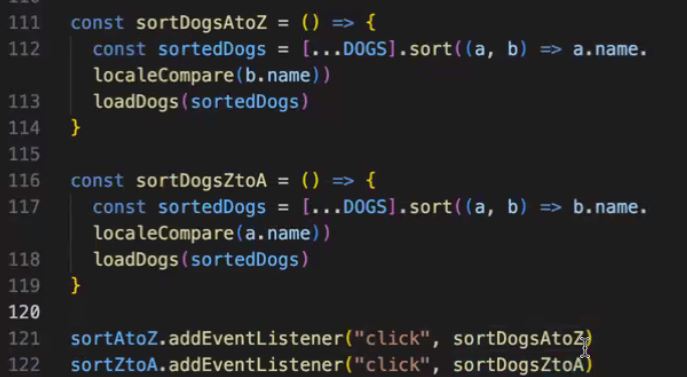 111 const sortDogsAtoZ = () => {
112 const sortedDogs = [...DOGS].sort((a, b) => a.name.
localeCompare(b.name))
113 loadDogs(sortedDogs)
114 }
115
116 const sortDogsZtoA = () => {
117 const sortedDogs = [...DOGS].sort((a, b) => b.name.
localeCompare(a.name))
118 loadDogs(sortedDogs)
119 }
120
121 sortAtoZ.addEventListener("click", sortDogsAtoZ)
122 sortZtoA.addEventListener("click", sortDogsZtoA)